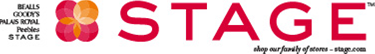 BEALLS
GOODY'S
PALAIS ROYAL
Peebles
STAGE
STAGE™
shop our family of stores - stage.com